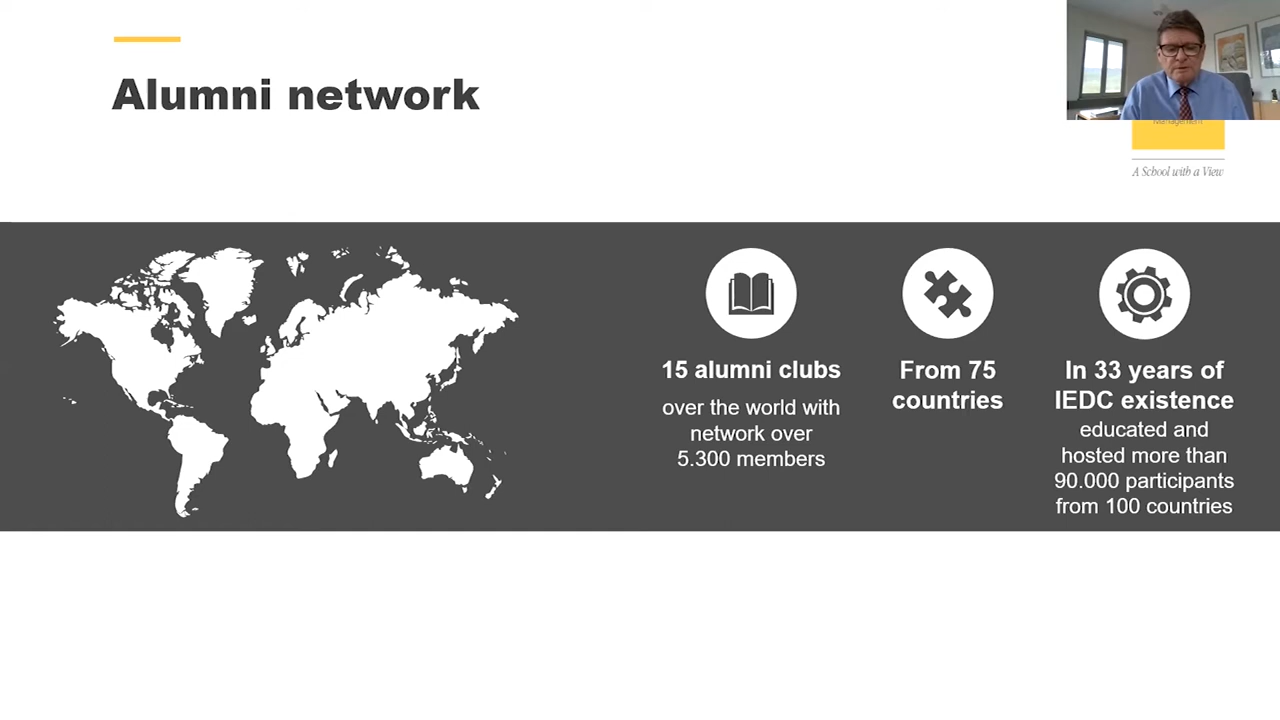 Alumni network
Management
A School with a View
15 alumni clubs
over the world with
network over
5.300 members
From 75
countries
In 33 years of
IEDC existence
educated and
hosted more than
90.000 participants
from 100 countries